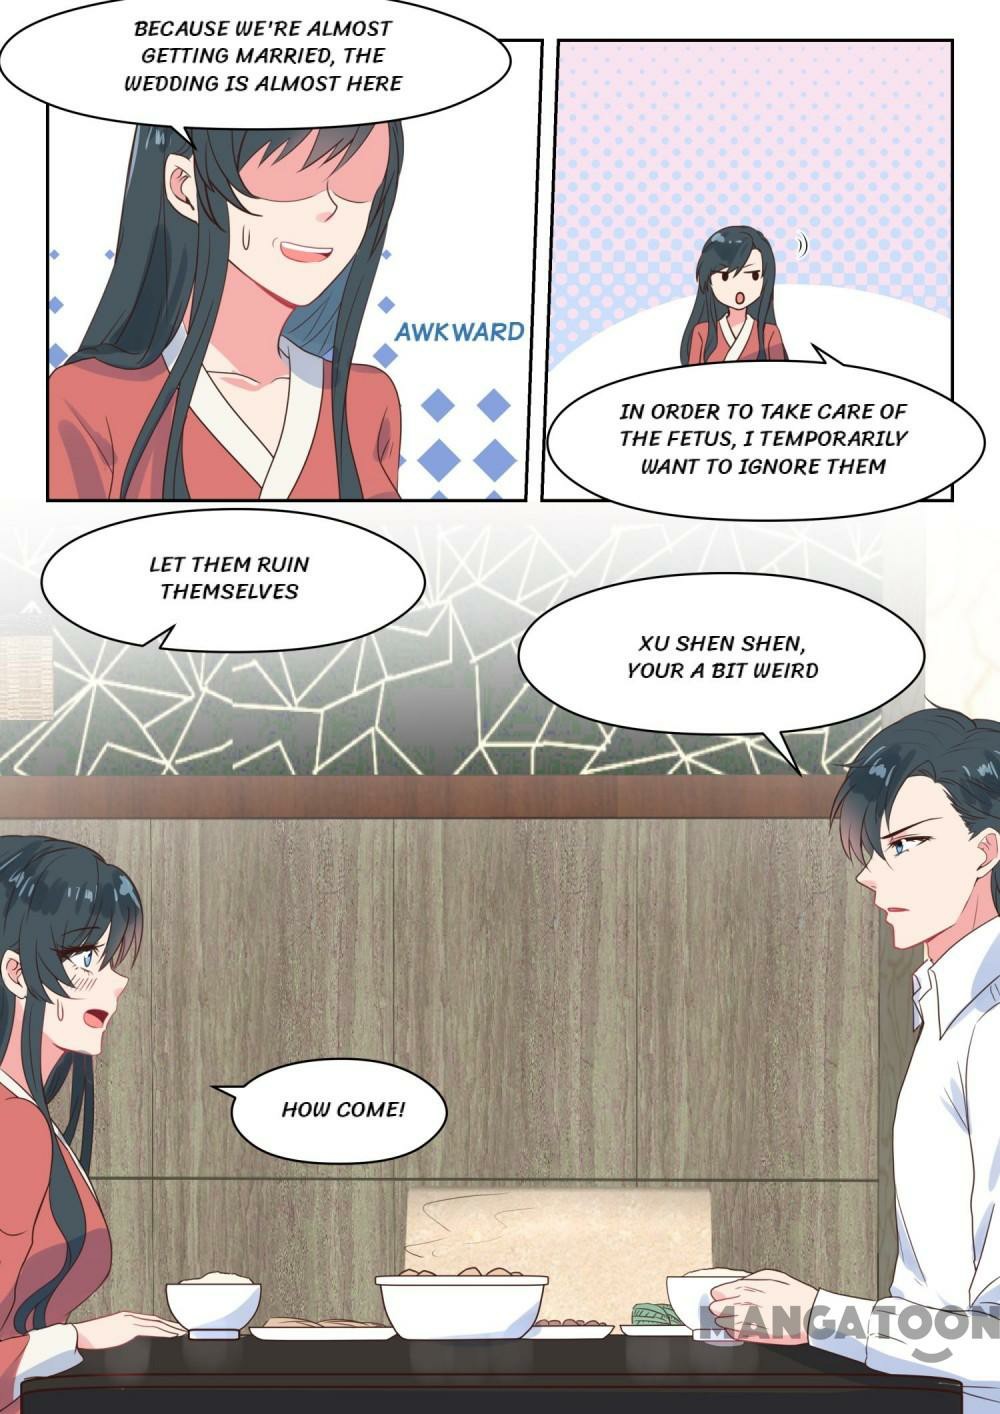 BECAUSE WE'RE ALMOST
GETTING MARRIED, THE
WEDDING IS ALMOST HERE
AWKWARD
IN ORDER TO TAKE CARE OF
THE FETUS, I TEMPORARILY
WANT TO IGNORE THEM
LET THEM RUIN
THEMSELVES
XU SHEN SHEN,
YOUR A BIT WEIRD
HOW COME!
MANGATOON